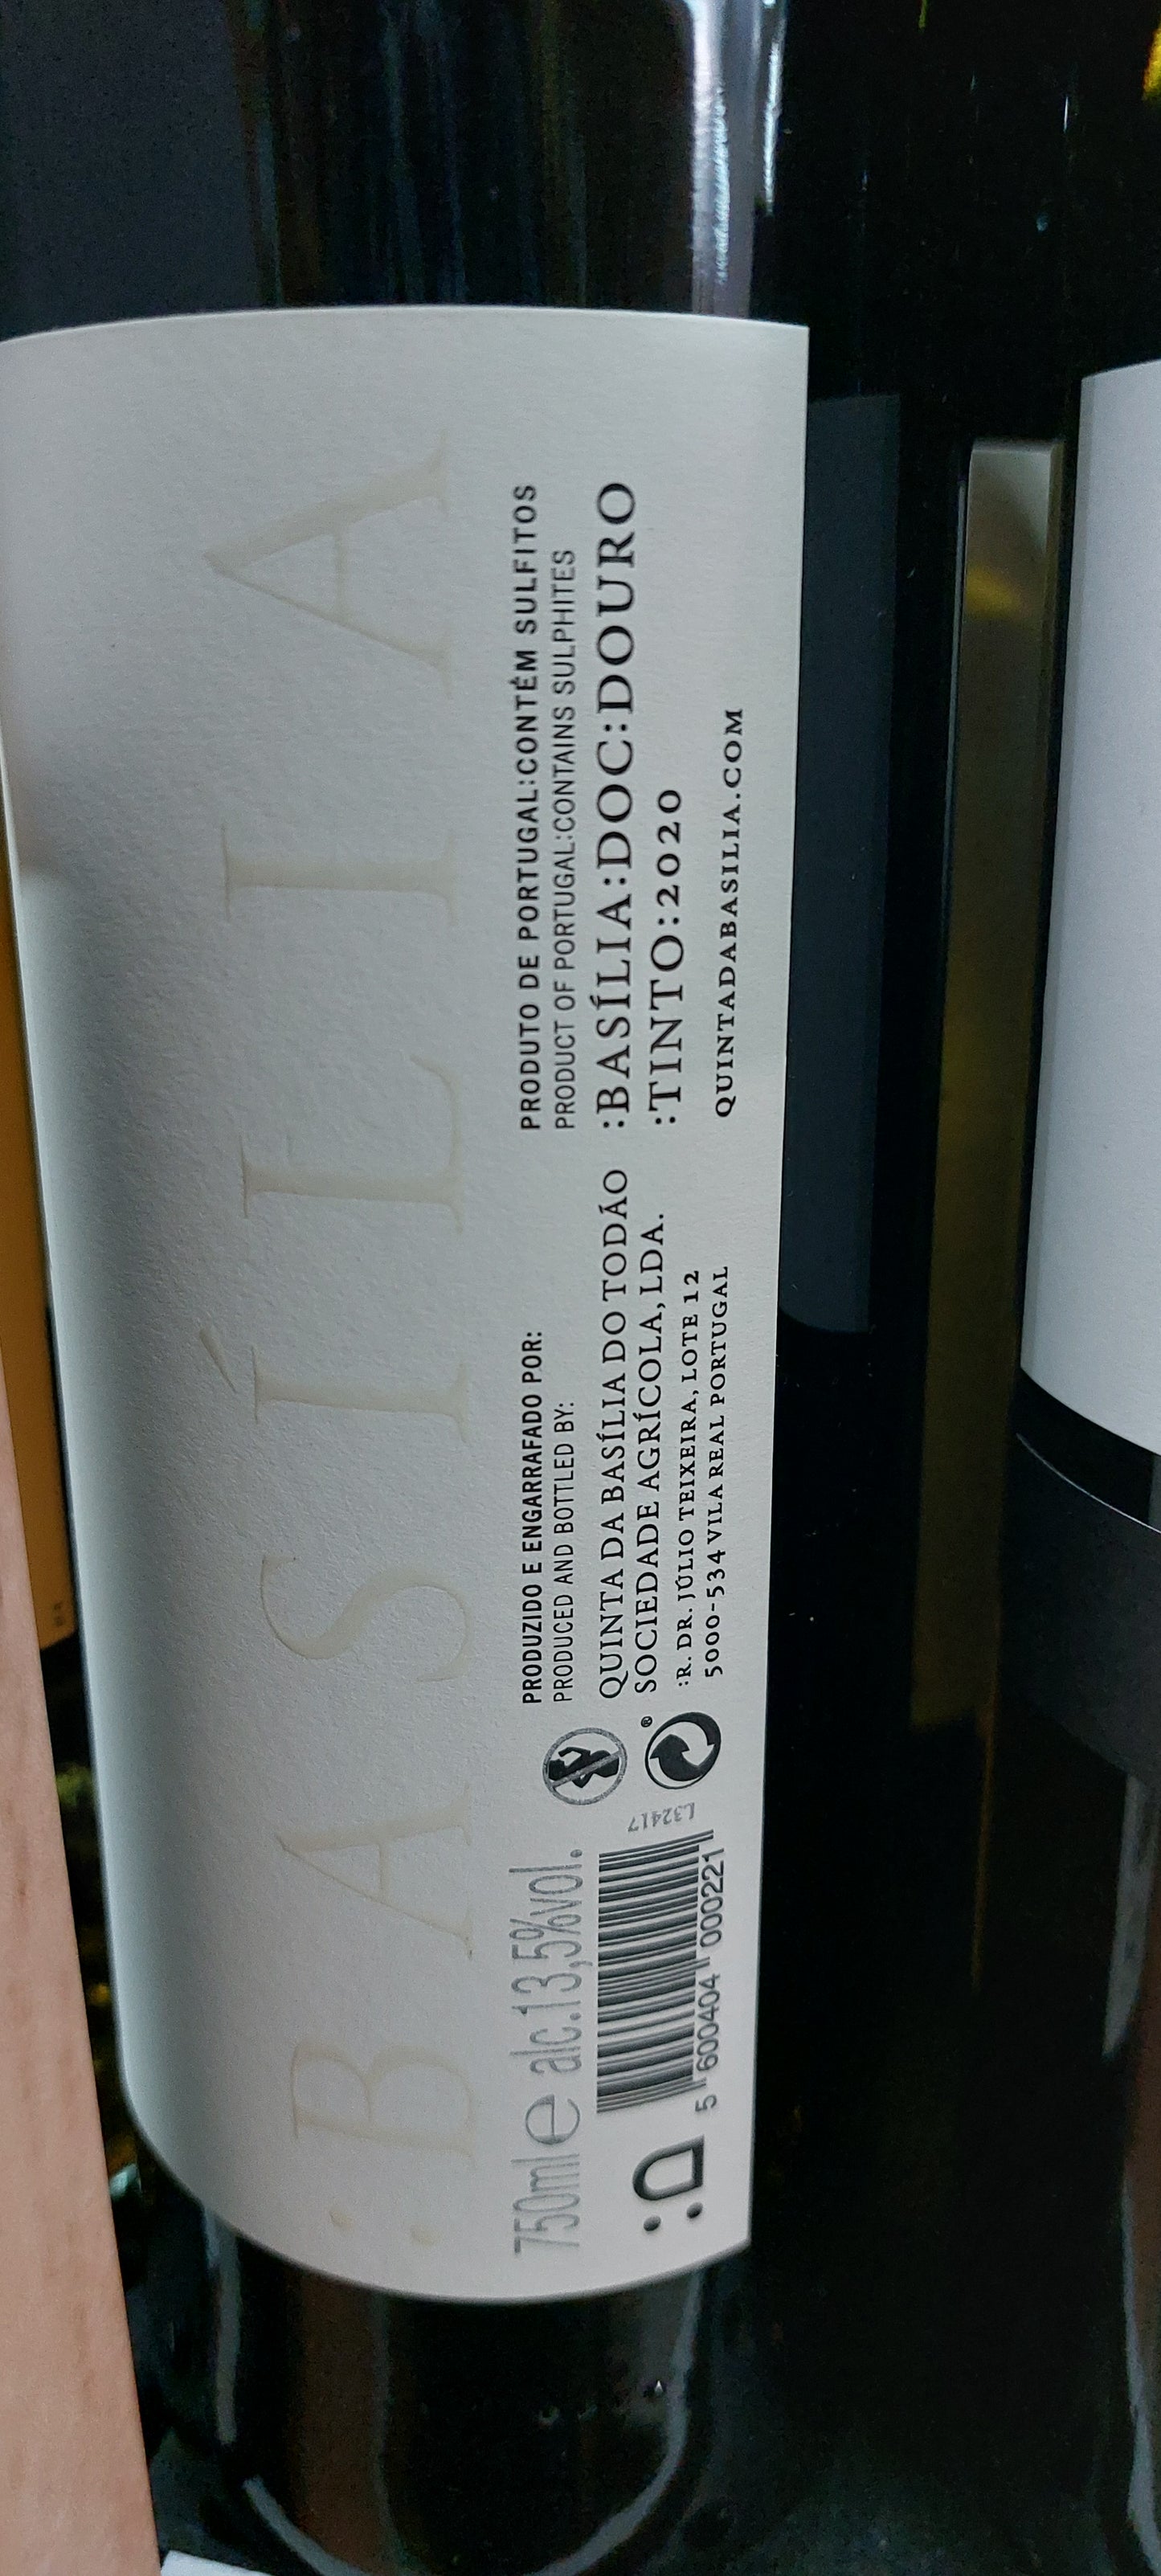 :BASÍLIA
PRODUTO DE PORTUGAL:CONTÉM SULFITOS
PRODUCT OF PORTUGAL:CONTAINS SULPHITES
:BASÍLIA:DOC:DOURO
:TINTO:2020
QUINTADABASILIA.COM
PRODUZIDO E ENGARRAFADO POR:
PRODUCED AND BOTTLED BY:
QUINTA DA BASÍLIA DO TODÃO
SOCIEDADE AGRÍCOLA, LDA.
:R. DR. JÚLIO TEIXEIRA, LOTE 12
5000-534 VILA REAL PORTUGAL
750ml e alc.13,5%vol.
L32417
5 600404 000221